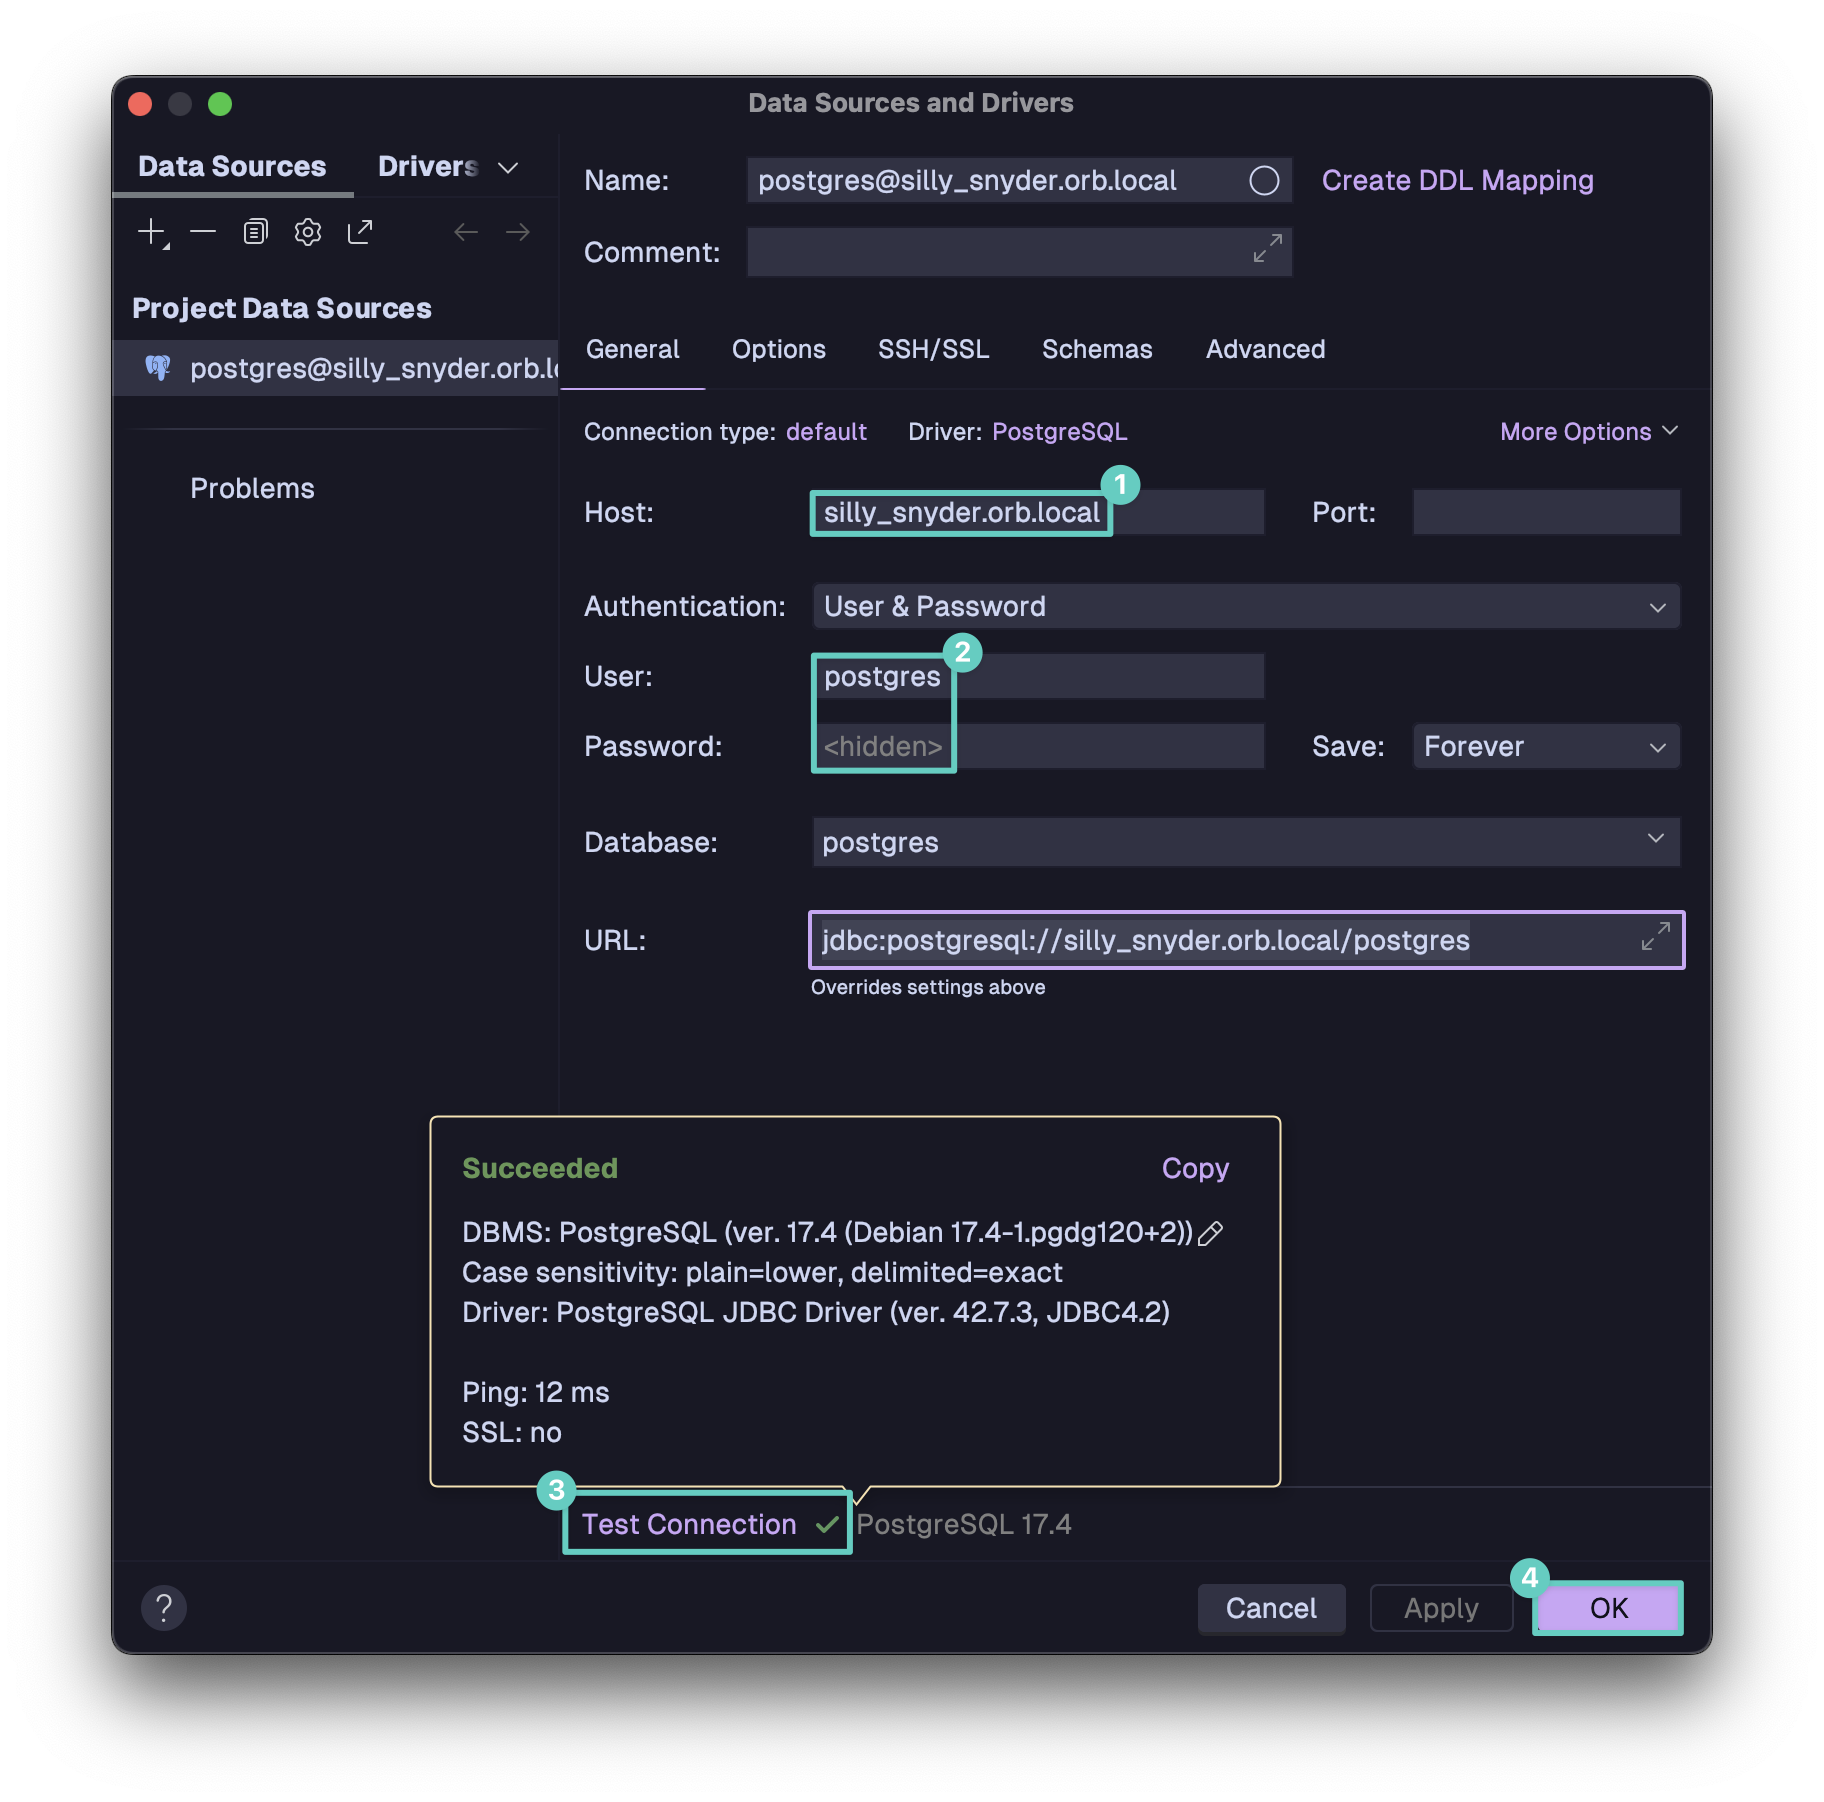 Data Sources and Drivers
Data Sources
Drivers
Project Data Sources
postgres@silly_snyder.orb.lo
Problems
Name: postgres@silly_snyder.orb.local Create DDL Mapping
Comment:
General Options SSH/SSL Schemas Advanced
Connection type: default Driver: PostgreSQL More Options
1
Host: silly_snyder.orb.local Port:
Authentication: User & Password
2
User: postgres
Password: <hidden> Save: Forever
Database: postgres
URL: jdbc:postgresql://silly_snyder.orb.local/postgres
Overrides settings above
Succeeded Copy
DBMS: PostgreSQL (ver. 17.4 (Debian 17.4-1.pgdg120+2))
Case sensitivity: plain=lower, delimited=exact
Driver: PostgreSQL JDBC Driver (ver. 42.7.3, JDBC4.2)
Ping: 12 ms
SSL: no
3
Test Connection PostgreSQL 17.4
4
? Cancel Apply OK